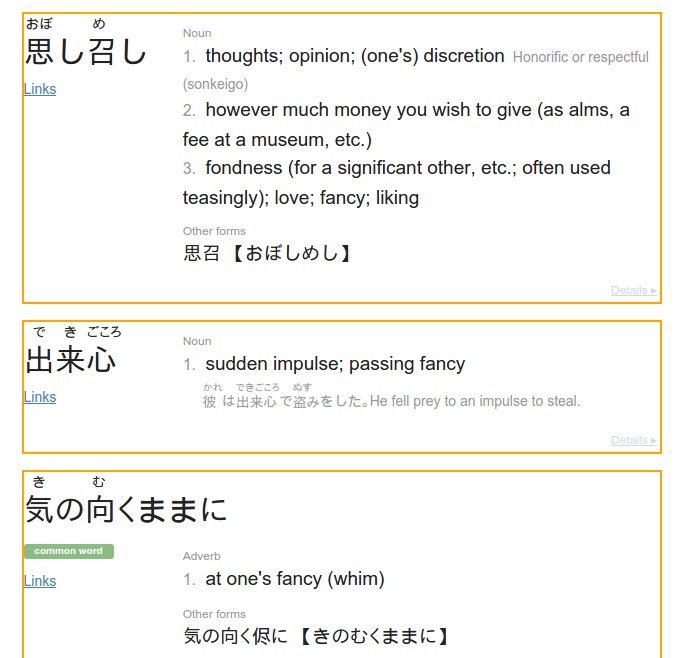 おぼ め
思し召し
Links
Noun
1. thoughts; opinion; (one's) discretion Honorific or respectful
(sonkeigo)
2. however much money you wish to give (as alms, a
fee at a museum, etc.)
3. fondness (for a significant other, etc.; often used
teasingly); love; fancy; liking
Other forms
思召 【おぼしめし】
Details ▸
で き ごころ
出来心
Links
Noun
1. sudden impulse; passing fancy
かれ できごころ ぬす
彼 は出来心で盗みをした。He fell prey to an impulse to steal.
Details ▸
き む
気の向くままに
common word
Links
Adverb
1. at one's fancy (whim)
Other forms
気の向く侭に 【きのむくままに】